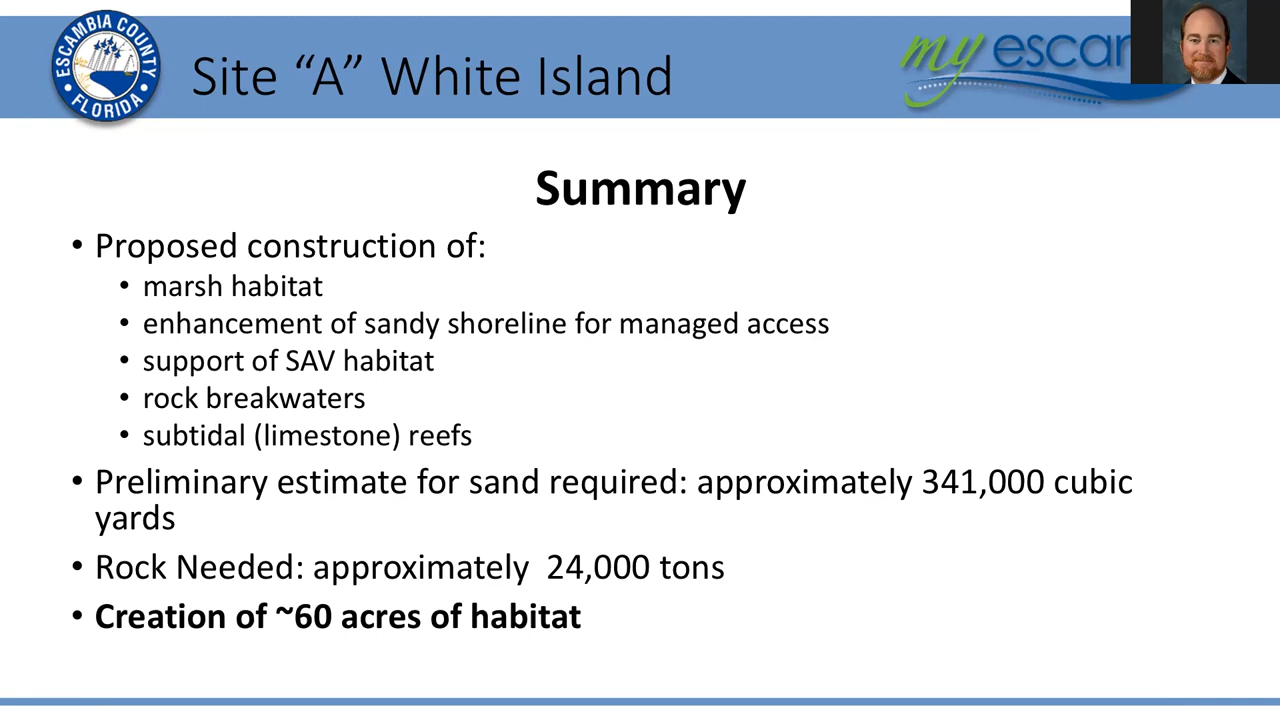 ESCAMBIA COUNTY
FLORIDA
Site “A” White Island
my escam
Summary
• Proposed construction of:
• marsh habitat
• enhancement of sandy shoreline for managed access
• support of SAV habitat
• rock breakwaters
• subtidal (limestone) reefs
• Preliminary estimate for sand required: approximately 341,000 cubic
yards
• Rock Needed: approximately 24,000 tons
• Creation of ~60 acres of habitat